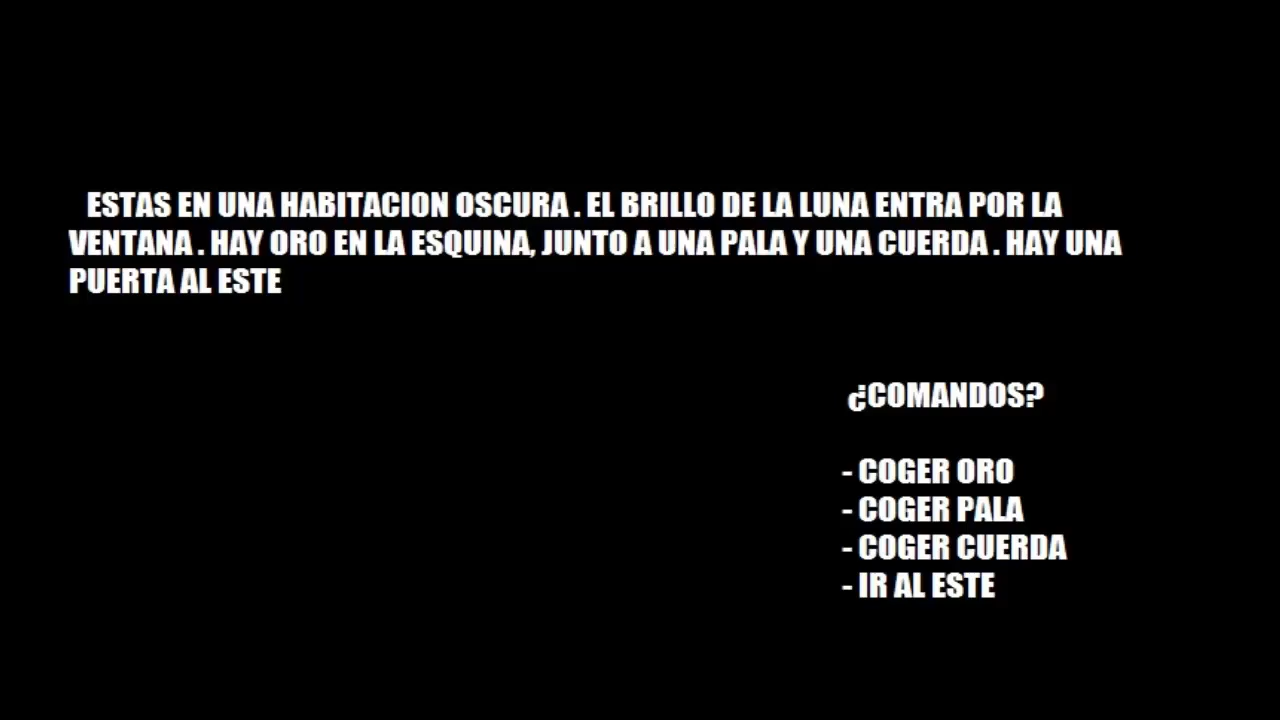 ESTAS EN UNA HABITACION OSCURA . EL BRILLO DE LA LUNA ENTRA POR LA
VENTANA . HAY ORO EN LA ESQUINA, JUNTO A UNA PALA Y UNA CUERDA . HAY UNA
PUERTA AL ESTE
¿COMANDOS?
- COGER ORO
- COGER PALA
- COGER CUERDA
- IR AL ESTE